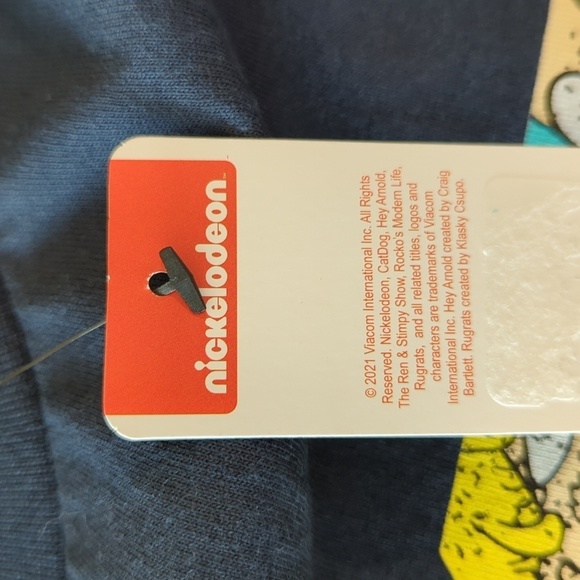 nickelodeon™
© 2021 Viacom International Inc. All Rights
Reserved. Nickelodeon, CatDog, Hey Arnold,
The Ren & Stimpy Show, Rocko's Modern Life,
Rugrats, and all related titles, logos and
characters are trademarks of Viacom
International Inc. Hey Arnold created by Craig
Bartlett. Rugrats created by Klasky Csupo.